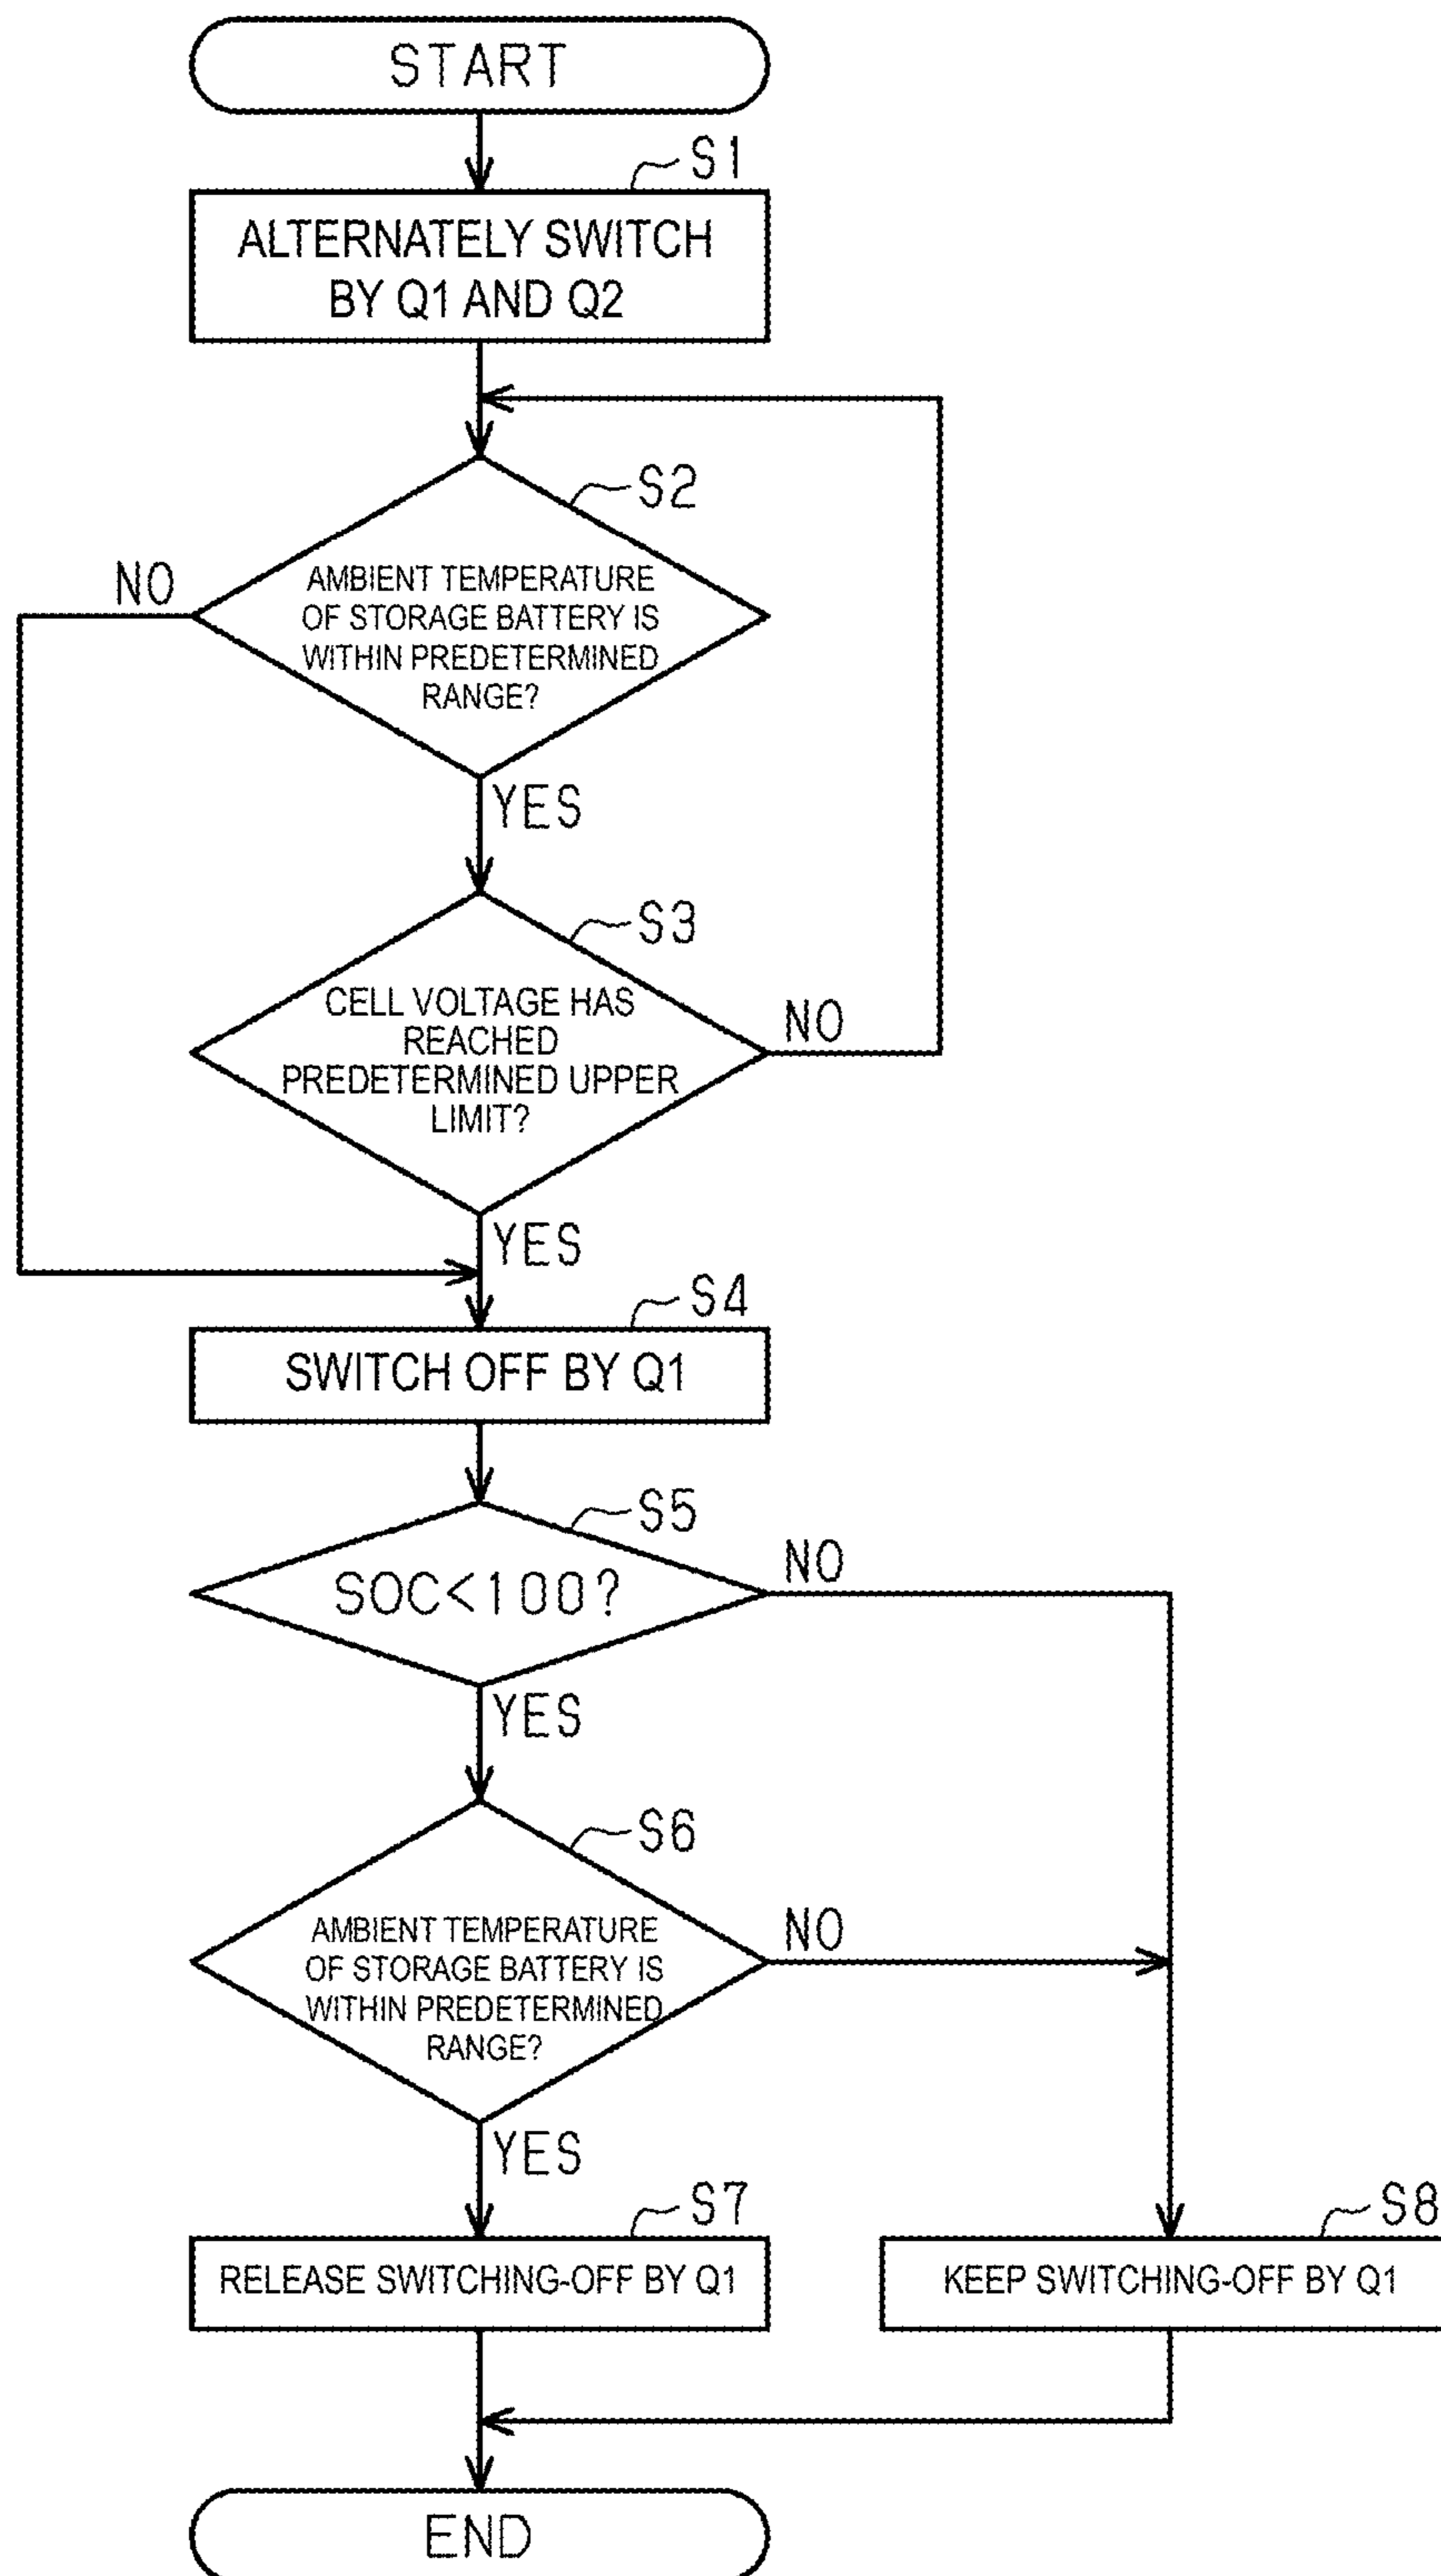 START
S1
ALTERNATELY SWITCH
BY Q1 AND Q2
S2
NO
AMBIENT TEMPERATURE
OF STORAGE BATTERY IS
WITHIN PREDETERMINED
RANGE?
YES
S3
CELL VOLTAGE HAS
REACHED
PREDETERMINED UPPER
LIMIT?
NO
YES
S4
SWITCH OFF BY Q1
S5
SOC<100?
NO
YES
S6
AMBIENT TEMPERATURE
OF STORAGE BATTERY IS
WITHIN PREDETERMINED
RANGE?
NO
YES
S7
RELEASE SWITCHING-OFF BY Q1
S8
KEEP SWITCHING-OFF BY Q1
END